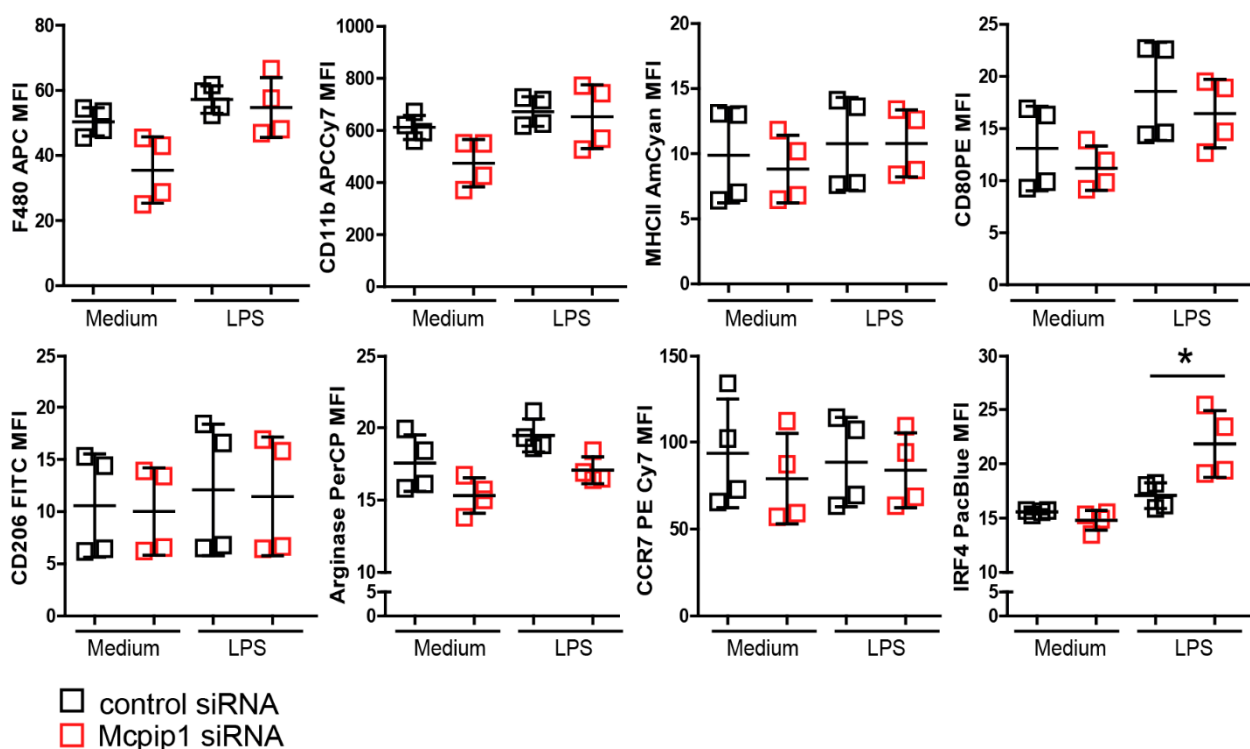 F480 APC MFI
80
60
40
20
0
Medium
LPS
CD11b APCCy7 MFI
1000
800
600
400
200
0
Medium
LPS
MHCII AmCyan MFI
20
15
10
5
0
Medium
LPS
CD80PE MFI
25
20
15
10
5
0
Medium
LPS
CD206 FITC MFI
25
20
15
10
5
0
Medium
LPS
Arginase PerCP MFI
25
20
15
10
5
0
Medium
LPS
CCR7 PE Cy7 MFI
150
100
50
0
Medium
LPS
IRF4 PacBlue MFI
30
25
20
15
10
5
0
*
Medium
LPS
control siRNA
Mcpip1 siRNA